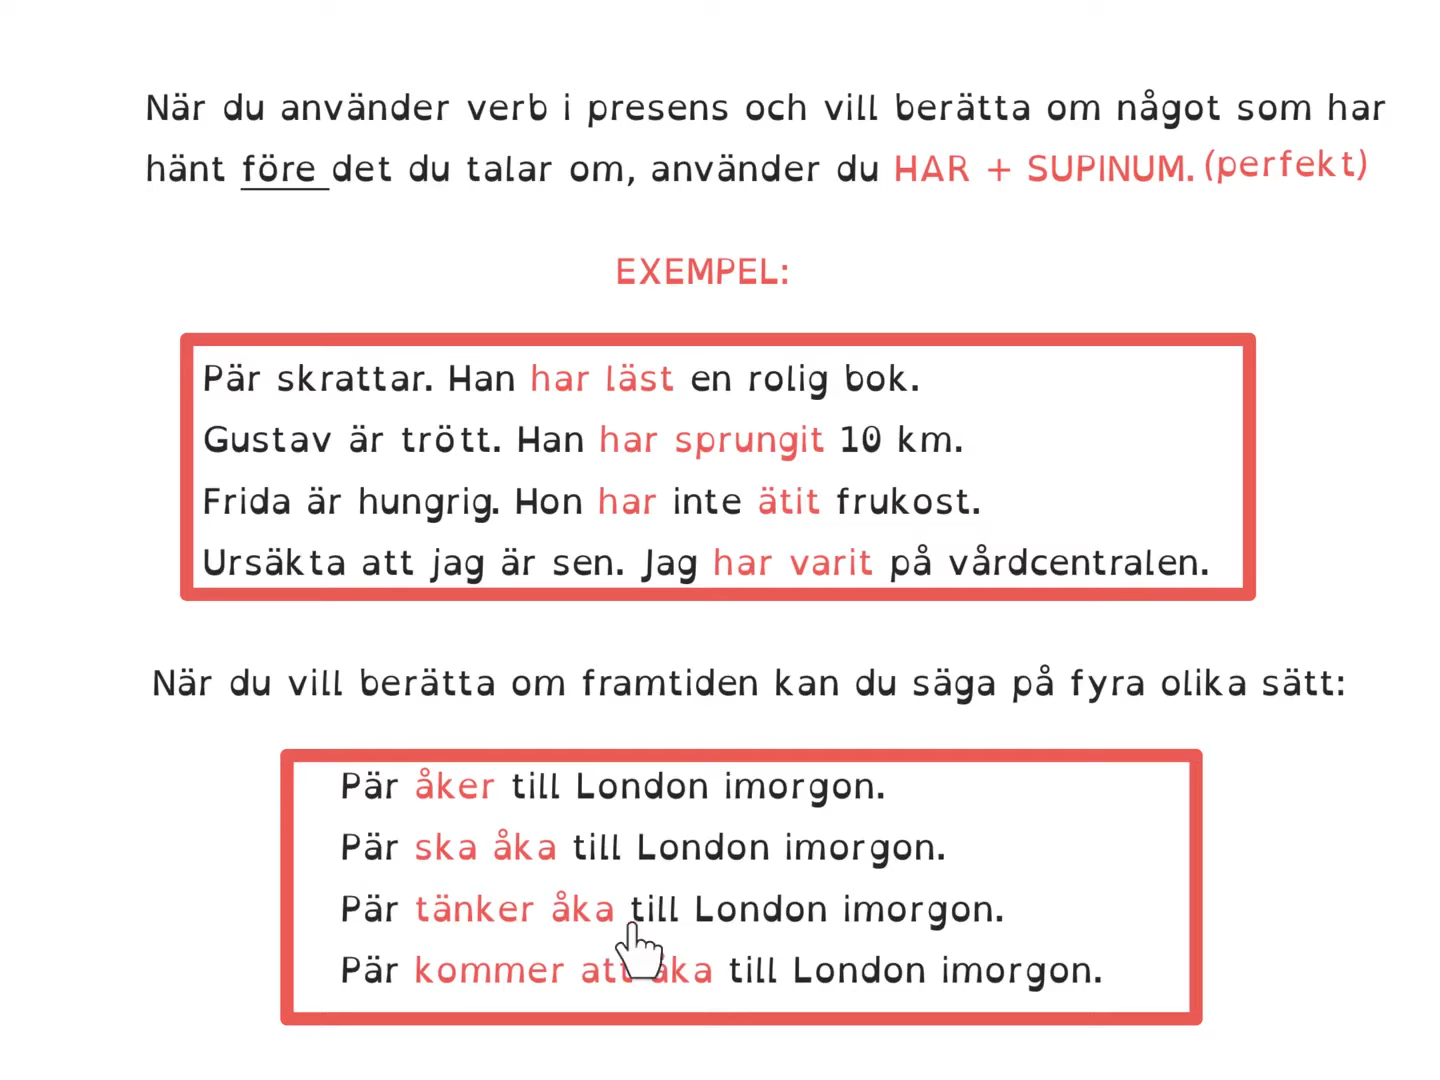 När du använder verb i presens och vill berätta om något som har
hänt före det du talar om, använder du HAR + SUPINUM. (perfekt)
EXEMPEL:
Pär skrattar. Han har läst en rolig bok.
Gustav är trött. Han har sprungit 10 km.
Frida är hungrig. Hon har inte ätit frukost.
Ursäkta att jag är sen. Jag har varit på vårdcentralen.
När du vill berätta om framtiden kan du säga på fyra olika sätt:
Pär åker till London imorgon.
Pär ska åka till London imorgon.
Pär tänker åka till London imorgon.
Pär kommer att åka till London imorgon.